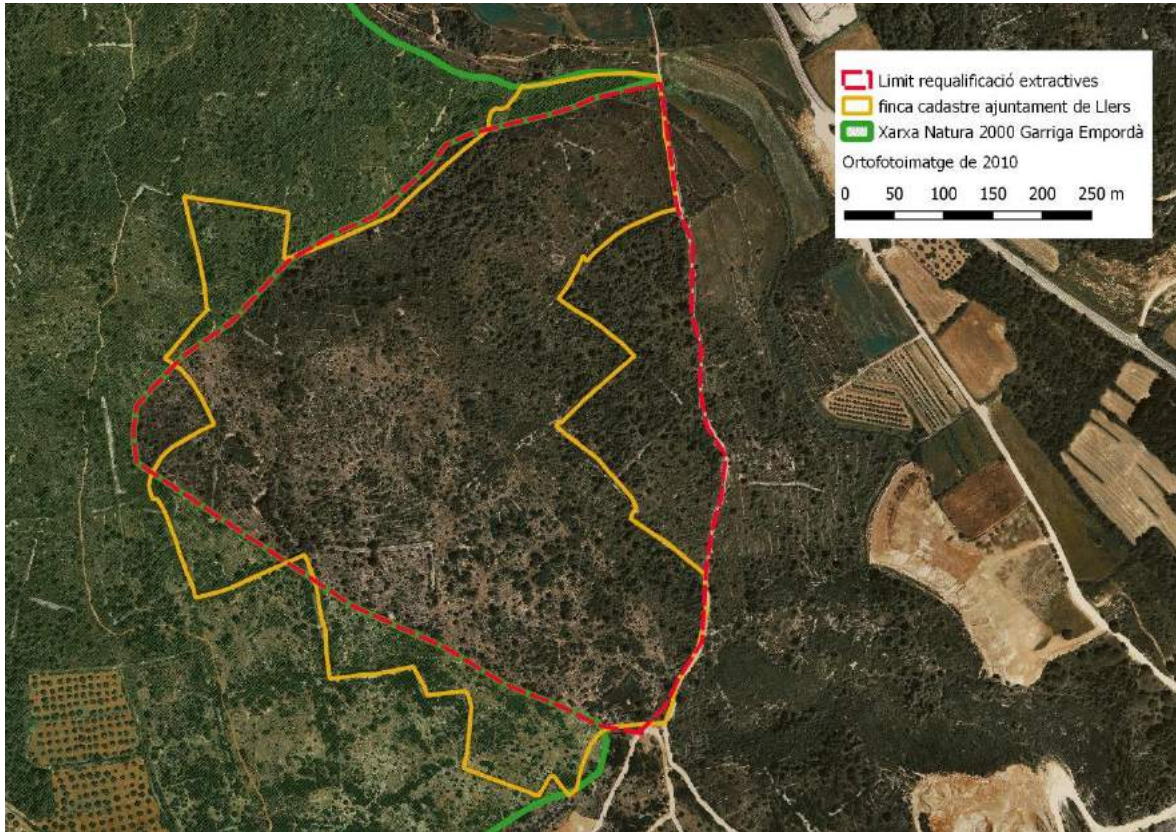 Limit requalificació extractives
finca cadastre ajuntament de Llers
Xarxa Natura 2000 Garriga Empordà
Ortofotoimatge de 2010
0 50 100 150 200 250 m